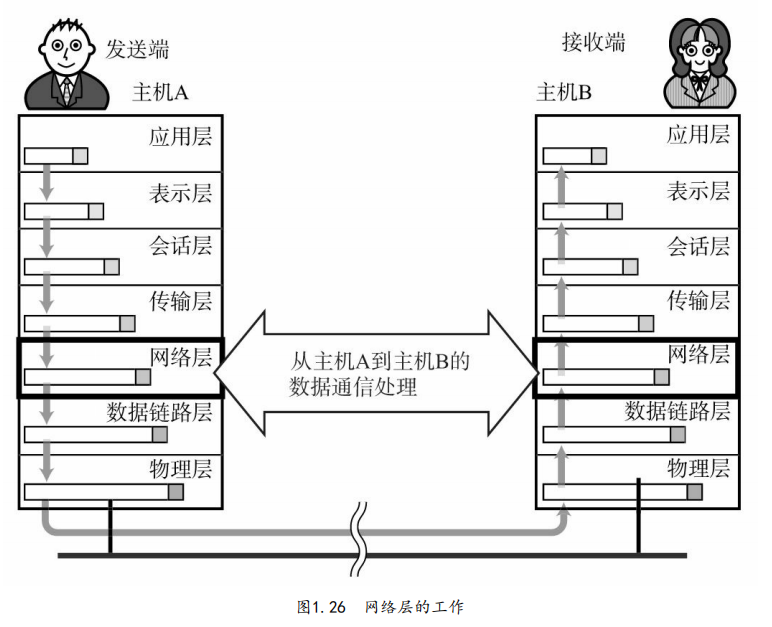 发送端
接收端
主机A
主机B
应用层
表示层
会话层
传输层
网络层
数据链路层
物理层
从主机A到主机B的
数据通信处理
应用层
表示层
会话层
传输层
网络层
数据链路层
物理层
图1.26 网络层的工作